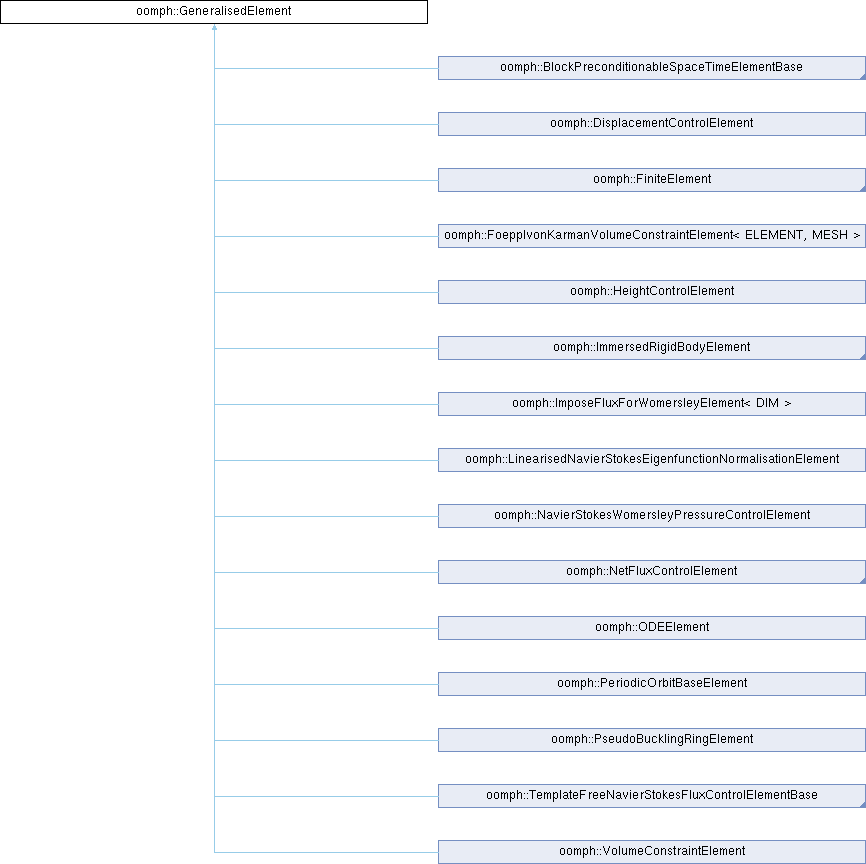 oomph::GeneralisedElement
oomph::BlockPreconditionableSpaceTimeElementBase
oomph::DisplacementControlElement
oomph::FiniteElement
oomph::FoepplvonKarmanVolumeConstraintElement< ELEMENT, MESH >
oomph::HeightControlElement
oomph::ImmersedRigidBodyElement
oomph::ImposeFluxForWomersleyElement< DIM >
oomph::LinearisedNavierStokesEigenfunctionNormalisationElement
oomph::NavierStokesWomersleyPressureControlElement
oomph::NetFluxControlElement
oomph::ODEElement
oomph::PeriodicOrbitBaseElement
oomph::PseudoBucklingRingElement
oomph::TemplateFreeNavierStokesFluxControlElementBase
oomph::VolumeConstraintElement